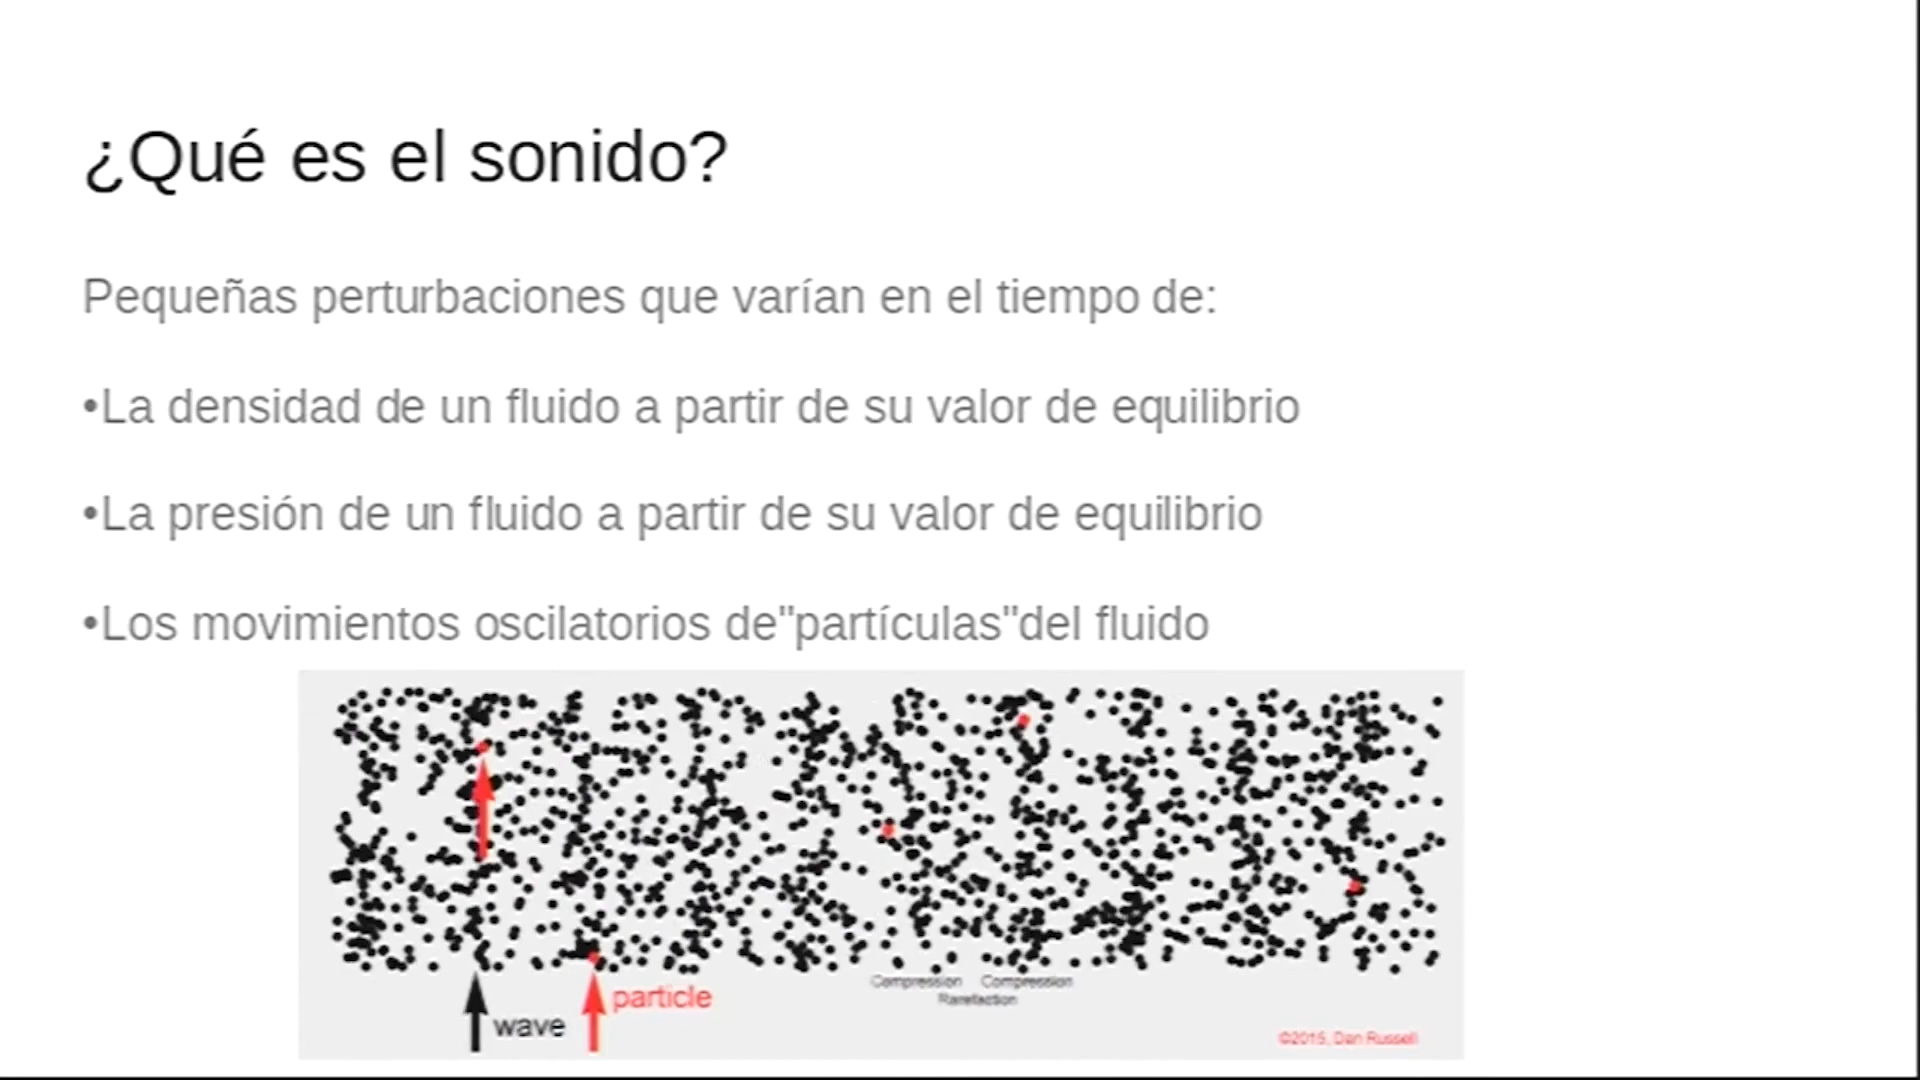 ¿Qué es el sonido?
Pequeñas perturbaciones que varían en el tiempo de:
•La densidad de un fluido a partir de su valor de equilibrio
•La presión de un fluido a partir de su valor de equilibrio
•Los movimientos oscilatorios de"partículas"del fluido
Compression Compression
Rarefaction
particle
wave
©2015, Dan Russell